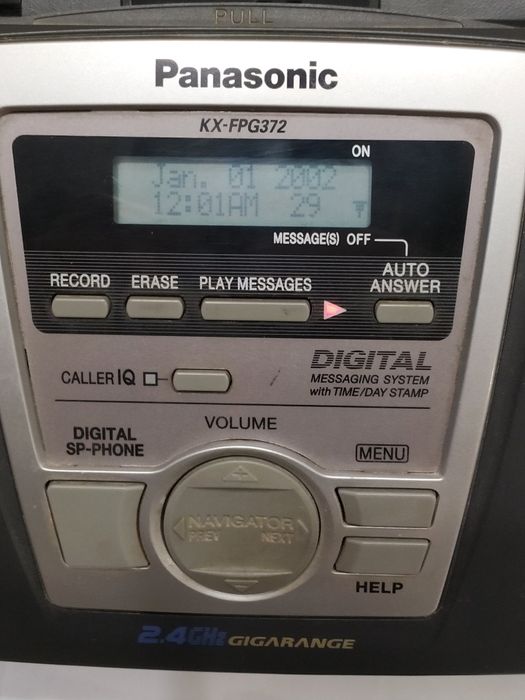 PULL
Panasonic
KX-FPG372
ON
Jan. 01 2002
12:01AM 29
MESSAGE(S) OFF
AUTO
ANSWER
RECORD ERASE PLAY MESSAGES
CALLER IQ
DIGITAL
MESSAGING SYSTEM
with TIME/DAY STAMP
VOLUME
DIGITAL
SP-PHONE
MENU
NAVIGATOR
PREV NEXT
HELP
2.4GHz GIGARANGE